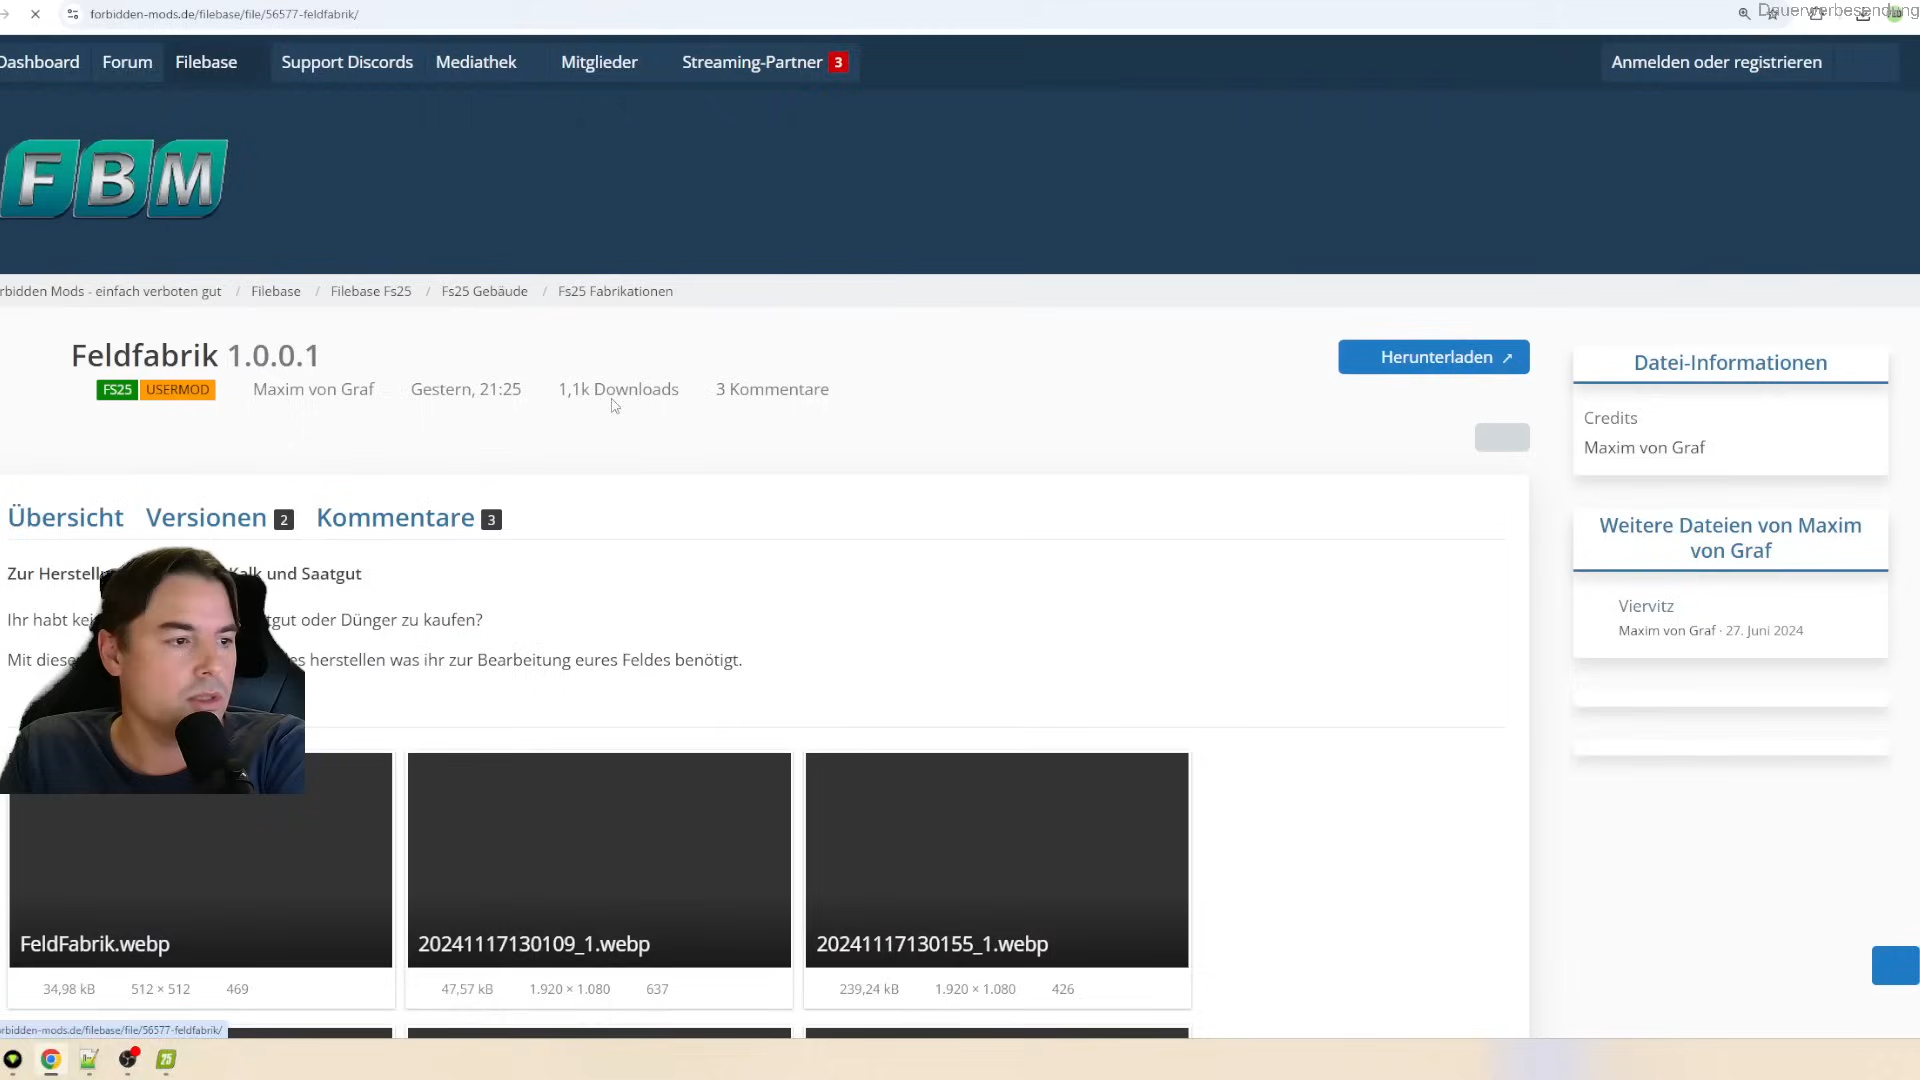 forbidden-mods.de/filebase/file/56577-feldfabrik/
Dauerwerbesendung
Dashboard Forum Filebase Support Discords Mediathek Mitglieder Streaming-Partner 3 Anmelden oder registrieren
FBM
rbidden Mods - einfach verboten gut / Filebase / Filebase Fs25 / Fs25 Gebäude / Fs25 Fabrikationen
Feldfabrik 1.0.0.1
Herunterladen
FS25 USERMOD Maxim von Graf Gestern, 21:25 1,1k Downloads 3 Kommentare
Datei-Informationen
Credits
Maxim von Graf
Übersicht Versionen 2 Kommentare 3
Weitere Dateien von Maxim
von Graf
Viervitz
Maxim von Graf · 27. Juni 2024
Zur Herstell Kalk und Saatgut
Ihr habt kei tgut oder Dünger zu kaufen?
Mit diese es herstellen was ihr zur Bearbeitung eures Feldes benötigt.
FeldFabrik.webp
34,98 kB 512 × 512 469
20241117130109_1.webp
47,57 kB 1.920 × 1.080 637
20241117130155_1.webp
239,24 kB 1.920 × 1.080 426
orbidden-mods.de/filebase/file/56577-feldfabrik/
25